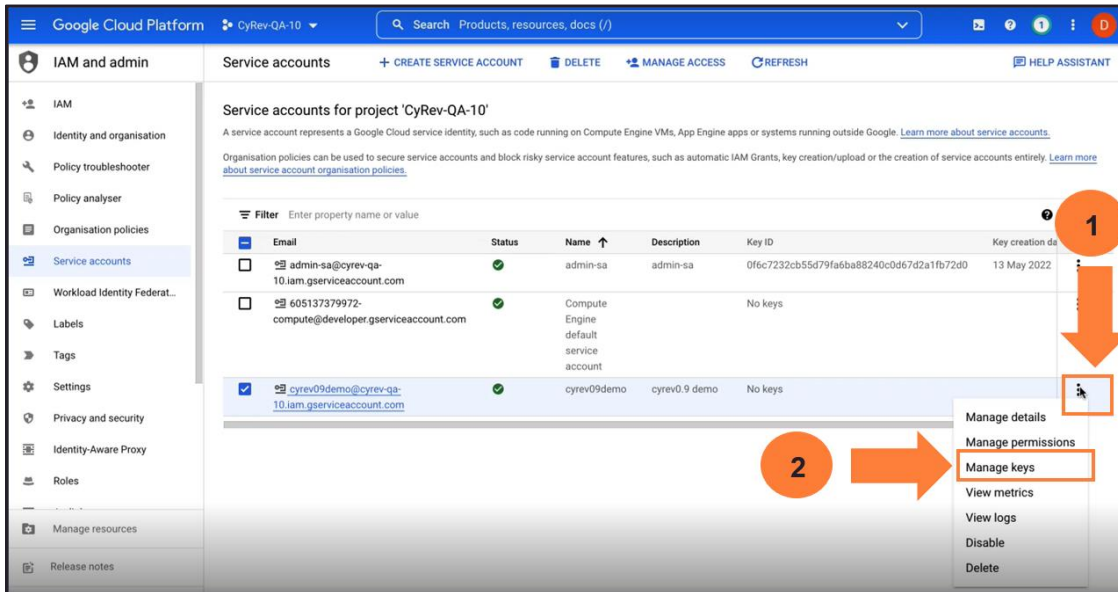 Google Cloud Platform
CyRev-QA-10
Search Products, resources, docs (/)
1
D
IAM and admin
Service accounts
+ CREATE SERVICE ACCOUNT
DELETE
MANAGE ACCESS
REFRESH
HELP ASSISTANT
IAM
Identity and organisation
Policy troubleshooter
Policy analyser
Organisation policies
Service accounts
Workload Identity Federat...
Labels
Tags
Settings
Privacy and security
Identity-Aware Proxy
Roles
Manage resources
Release notes
Service accounts for project 'CyRev-QA-10'
A service account represents a Google Cloud service identity, such as code running on Compute Engine VMs, App Engine apps or systems running outside Google. Learn more about service accounts.
Organisation policies can be used to secure service accounts and block risky service account features, such as automatic IAM Grants, key creation/upload or the creation of service accounts entirely. Learn more
about service account organisation policies.
Filter Enter property name or value
Email Status Name Description Key ID Key creation da
admin-sa@cyrev-qa- admin-sa admin-sa 0f6c7232cb55d79fa6ba88240c0d67d2a1fb72d0 13 May 2022
10.iam.gserviceaccount.com
605137379972- Compute No keys
compute@developer.gserviceaccount.com Engine
default
service
account
cyrev09demo@cyrev-qa- cyrev09demo cyrev0.9 demo No keys
10.iam.gserviceaccount.com
1
2
Manage details
Manage permissions
Manage keys
View metrics
View logs
Disable
Delete